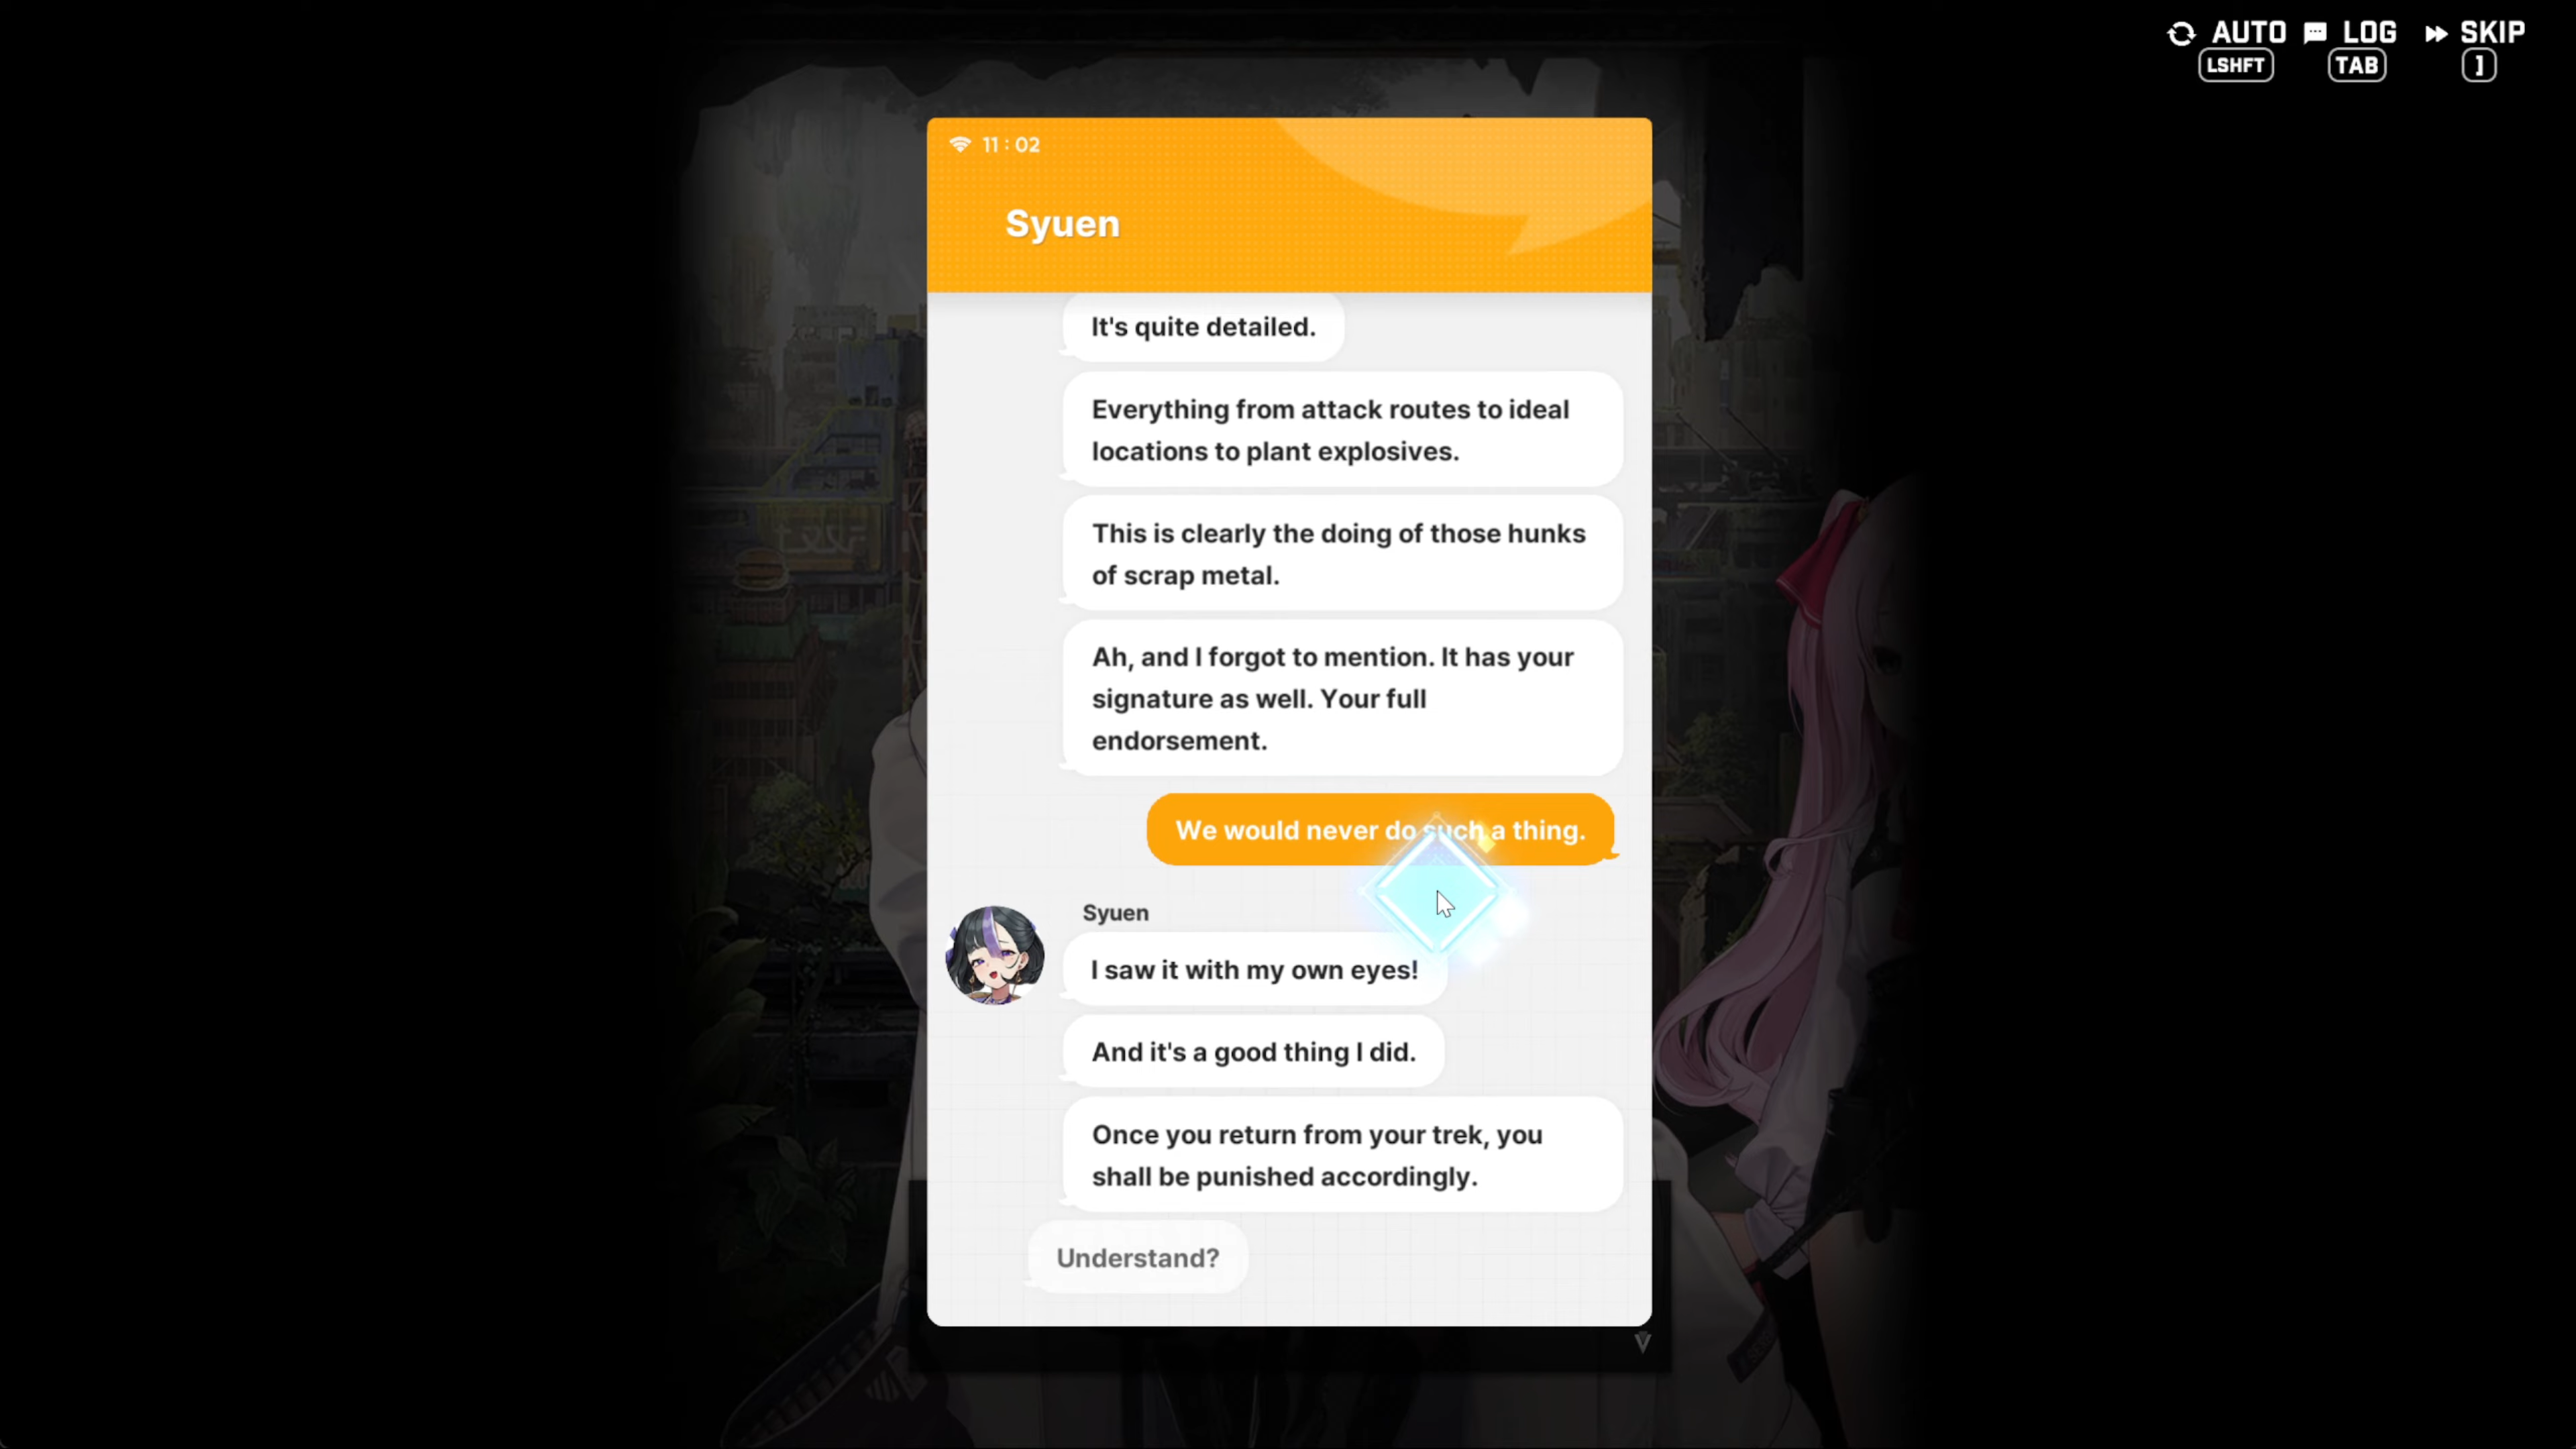 AUTO LOG SKIP
LSHFT TAB ]
11 : 02
Syuen
It's quite detailed.
Everything from attack routes to ideal
locations to plant explosives.
This is clearly the doing of those hunks
of scrap metal.
Ah, and I forgot to mention. It has your
signature as well. Your full
endorsement.
We would never do such a thing.
Syuen
I saw it with my own eyes!
And it's a good thing I did.
Once you return from your trek, you
shall be punished accordingly.
Understand?